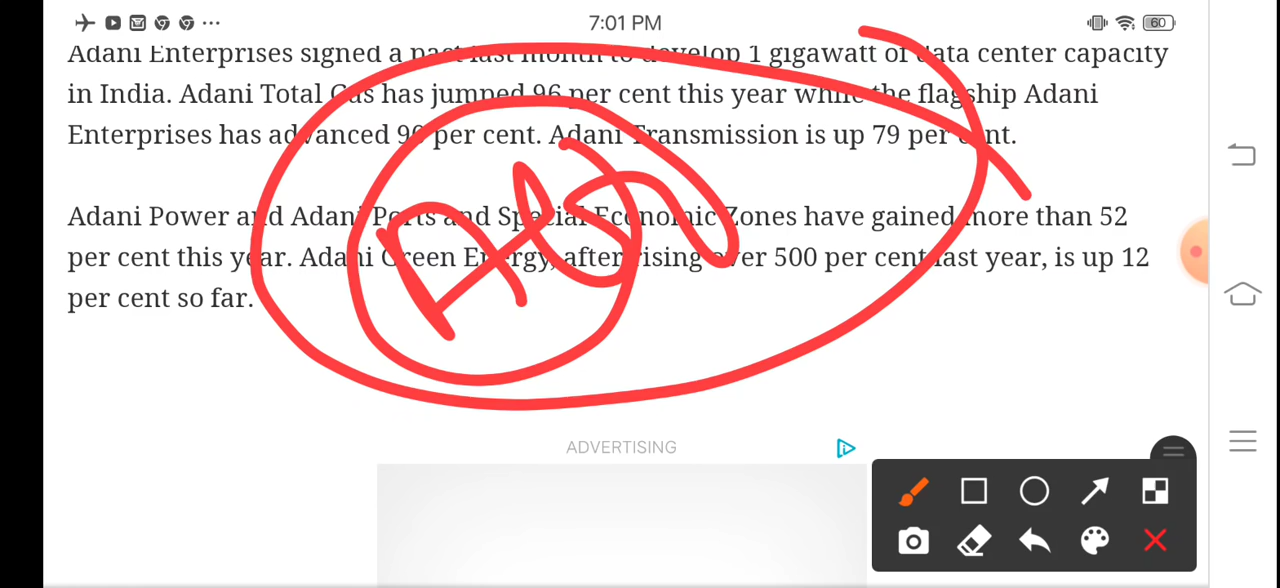 7:01 PM
60
Adani Enterprises signed a pact last month to develop 1 gigawatt of data center capacity
in India. Adani Total Gas has jumped 96 per cent this year while the flagship Adani
Enterprises has advanced 90 per cent. Adani Transmission is up 79 per cent.
Adani Power and Adani Ports and Special Economic Zones have gained more than 52
per cent this year. Adani Green Energy, after rising over 500 per cent last year, is up 12
per cent so far.
ADVERTISING